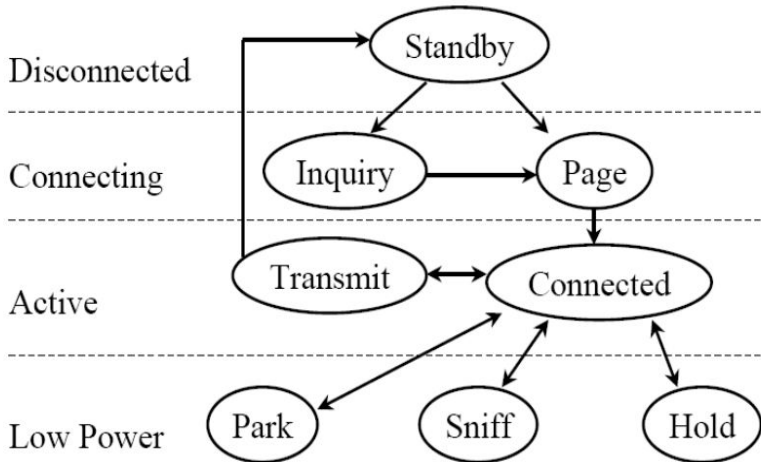 Standby
Disconnected
Connecting
Inquiry
Page
Transmit
Connected
Active
Park
Sniff
Hold
Low Power